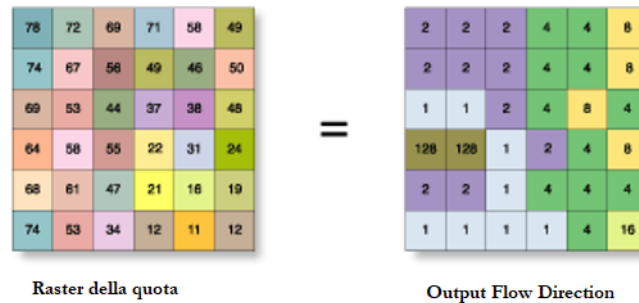 78 72 69 71 58 49 2 2 2 4 4 8
74 67 56 49 46 50 2 2 2 4 4 8
69 53 44 37 38 48 1 1 2 4 8 4
=
64 58 55 22 31 24 128 128 1 2 4 8
68 61 47 21 16 19 2 2 1 4 4 4
74 53 34 12 11 12 1 1 1 1 4 16
Raster della quota
Output Flow Direction